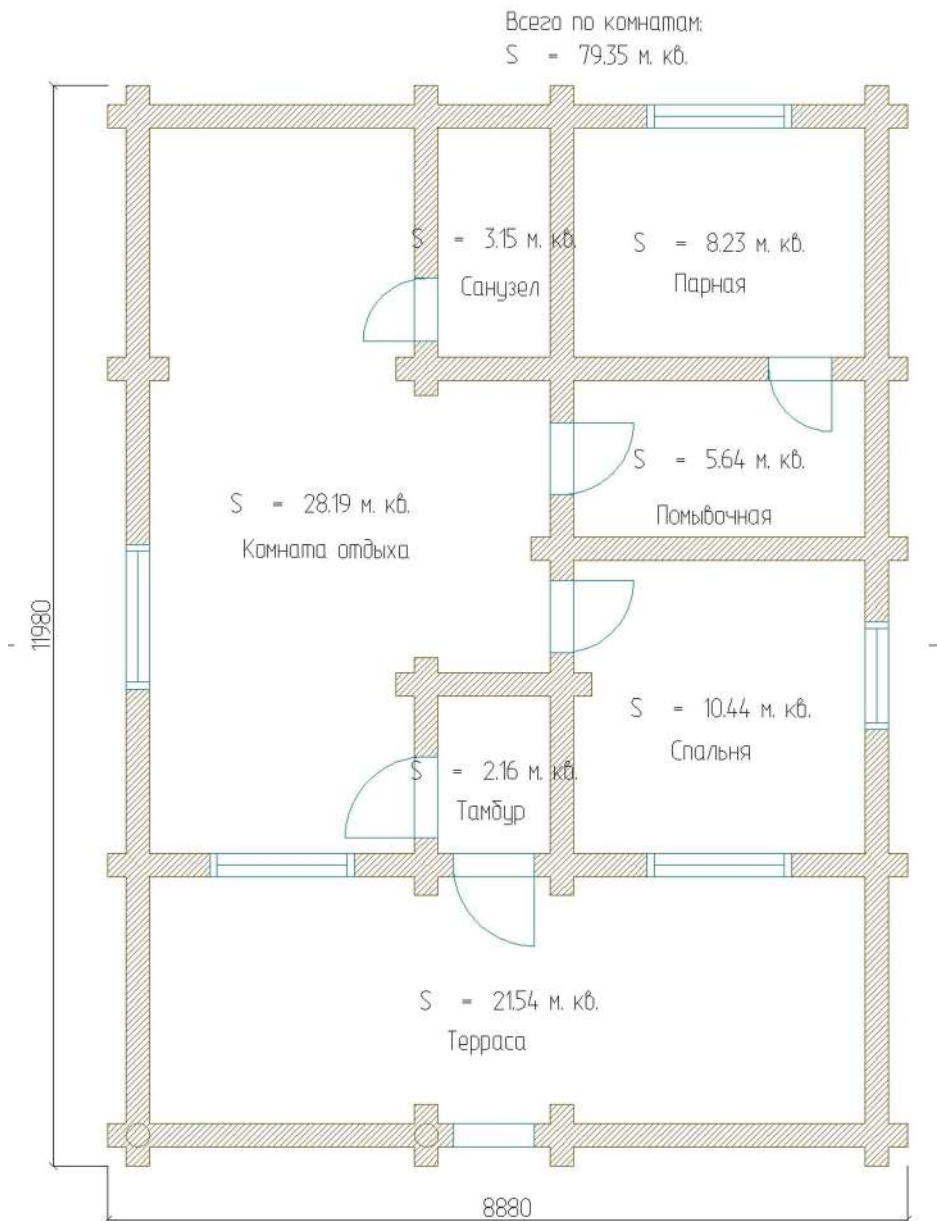 Всего по комнатам:
S = 79.35 м. кв.
S = 3.15 м. кв.
Санузел
S = 8.23 м. кв.
Парная
S = 5.64 м. кв.
Помывочная
S = 28.19 м. кв.
Комната отдыха
11980
S = 10.44 м. кв.
Спальня
S = 2.16 м. кв.
Тамбур
S = 21.54 м. кв.
Терраса
8880